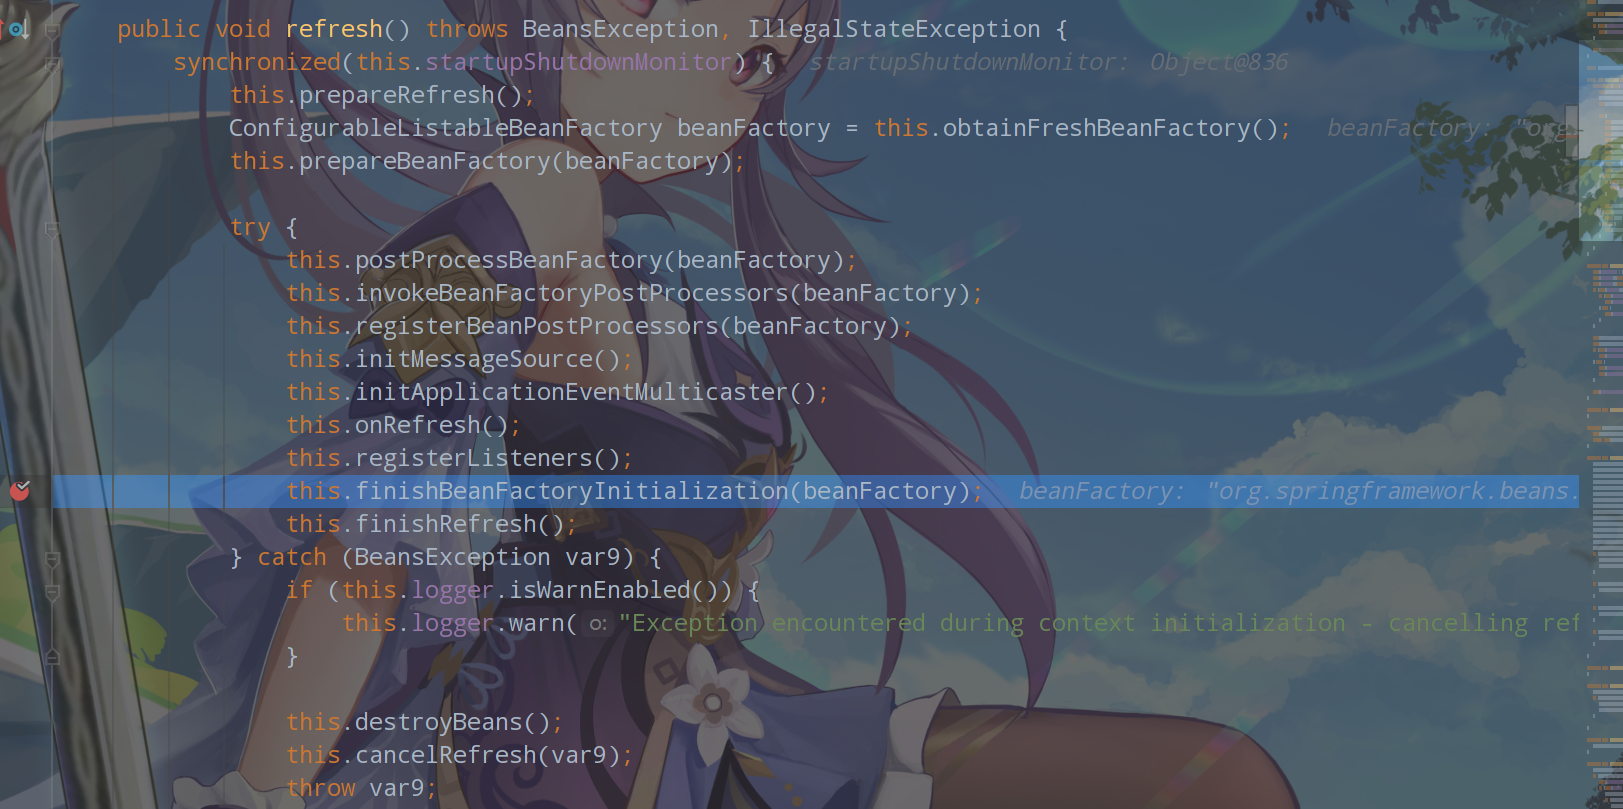 public void refresh() throws BeansException, IllegalStateException {
synchronized(this.startupShutdownMonitor) { startupShutdownMonitor: Object@836
this.prepareRefresh();
ConfigurableListableBeanFactory beanFactory = this.obtainFreshBeanFactory(); beanFactory: "org.
this.prepareBeanFactory(beanFactory);
try {
this.postProcessBeanFactory(beanFactory);
this.invokeBeanFactoryPostProcessors(beanFactory);
this.registerBeanPostProcessors(beanFactory);
this.initMessageSource();
this.initApplicationEventMulticaster();
this.onRefresh();
this.registerListeners();
this.finishBeanFactoryInitialization(beanFactory); beanFactory: "org.springframework.beans.
this.finishRefresh();
} catch (BeansException var9) {
if (this.logger.isWarnEnabled()) {
this.logger.warn( o: "Exception encountered during context initialization - cancelling ref
}
this.destroyBeans();
this.cancelRefresh(var9);
throw var9;